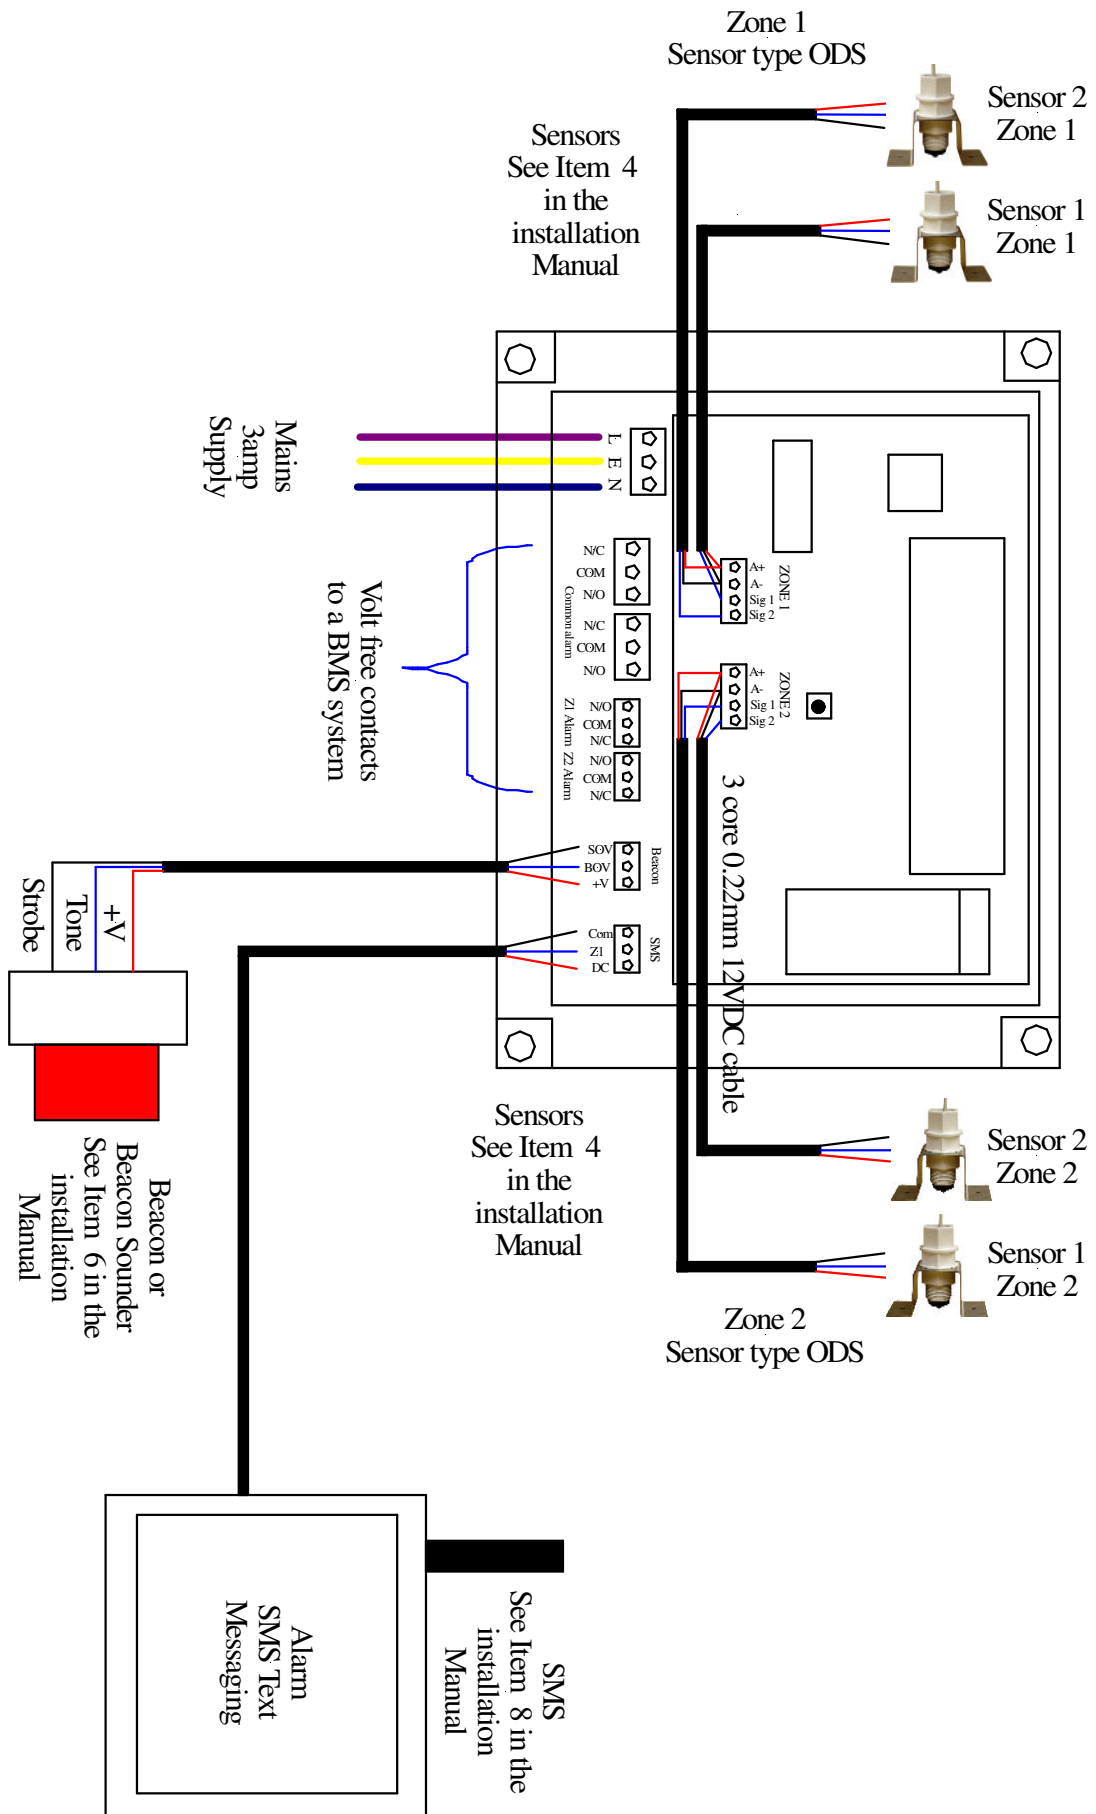 Zone 1
Sensor type ODS
Sensor 2
Zone 1
Sensors
See Item 4
in the
installation
Manual
Sensor 1
Zone 1
Mains
3amp
Supply
L
E
N
N/C
COM
N/O
N/C
COM
N/O
Common alarm
Volt free contacts
to a BMS system
N/O
COM
N/C
Z1 Alarm
N/O
COM
N/C
Z2 Alarm
A+
A-
Sig 1
Sig 2
ZONE 1
A+
A-
Sig 1
Sig 2
ZONE 2
3 core 0.22mm 12VDC cable
SOV
BOV
+V
Beacon
Com
Z1
DC
SMS
+V
Tone
Strobe
Beacon or
Beacon Sounder
See Item 6 in the
installation
Manual
Sensors
See Item 4
in the
installation
Manual
Sensor 2
Zone 2
Sensor 1
Zone 2
Zone 2
Sensor type ODS
SMS
See Item 8 in the
installation
Manual
Alarm
SMS Text
Messaging